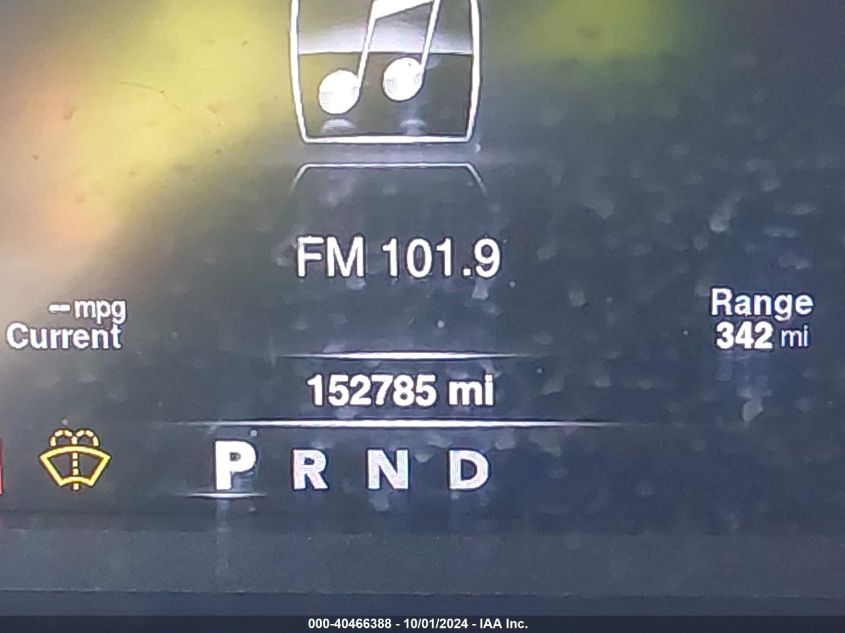 FM 101.9
--mpg
Current
Range
342 mi
152785 mi
P R N D
000-40466388 - 10/01/2024 - IAA Inc.